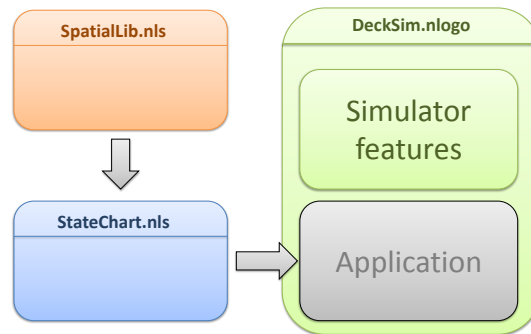 SpatialLib.nls
DeckSim.nlogo
Simulator
features
StateChart.nls
Application